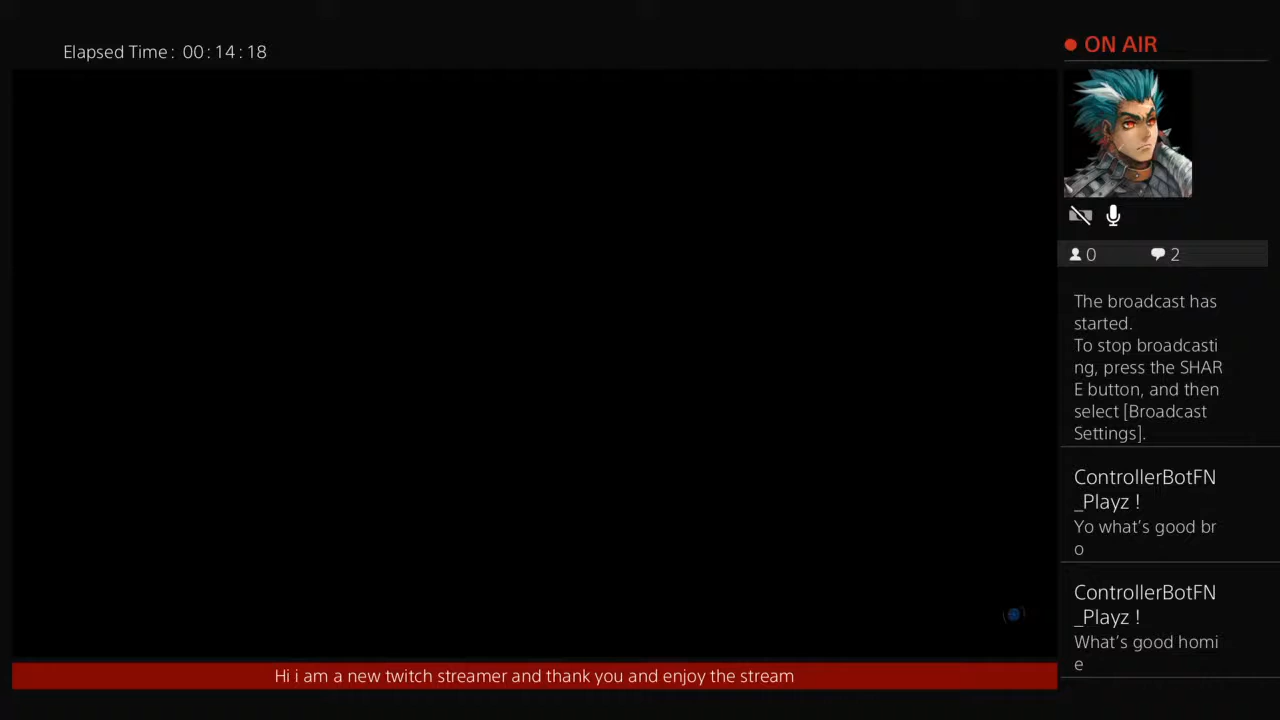 Elapsed Time: 00:14:18
ON AIR
0 2
The broadcast has
started.
To stop broadcasti
ng, press the SHAR
E button, and then
select [Broadcast
Settings].
ControllerBotFN
_Playz !
Yo what's good br
o
ControllerBotFN
_Playz !
What's good homi
e
Hi i am a new twitch streamer and thank you and enjoy the stream